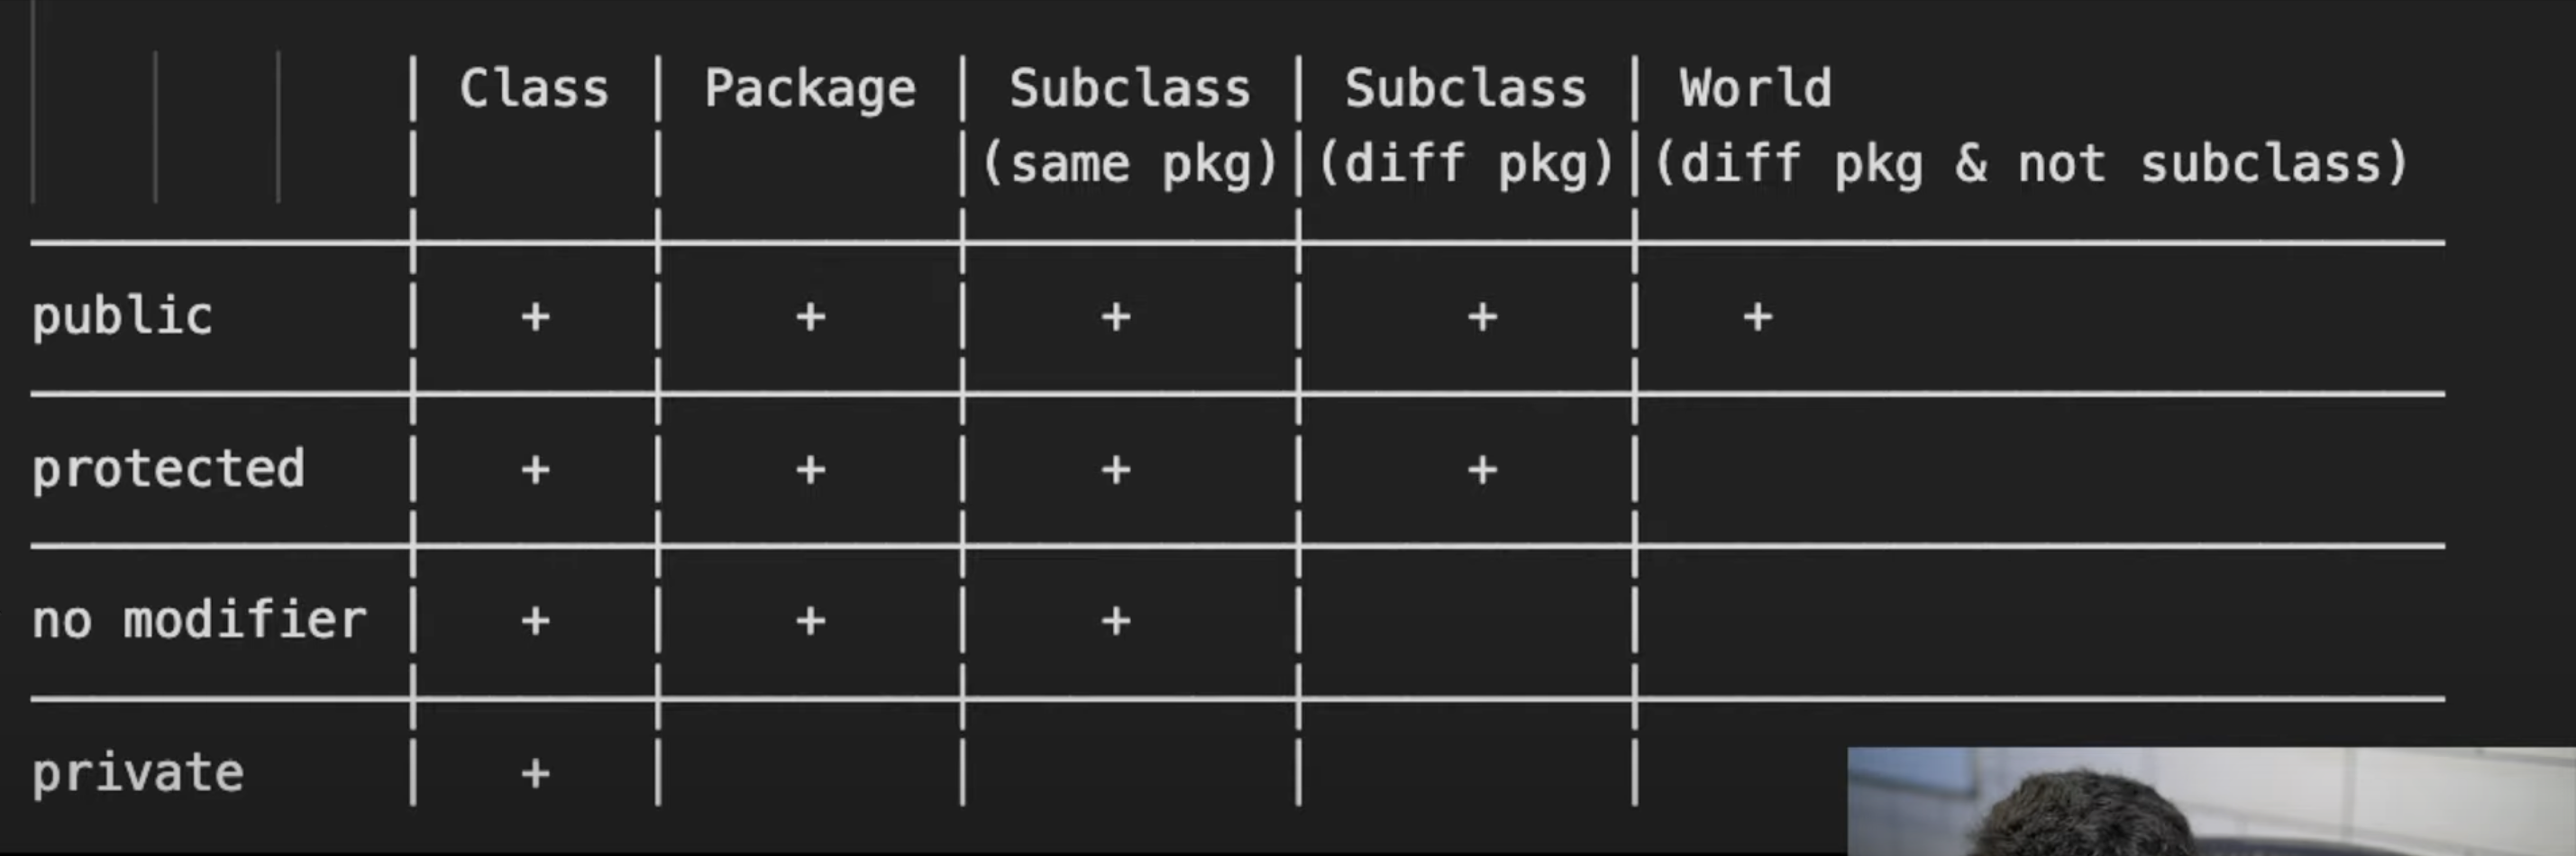 | Class | Package | Subclass | Subclass | World
| | |(same pkg)|(diff pkg)|(diff pkg & not subclass)
public | + | + | + | + | +
protected | + | + | + | + |
no modifier | + | + | + | |
private | + | | | |